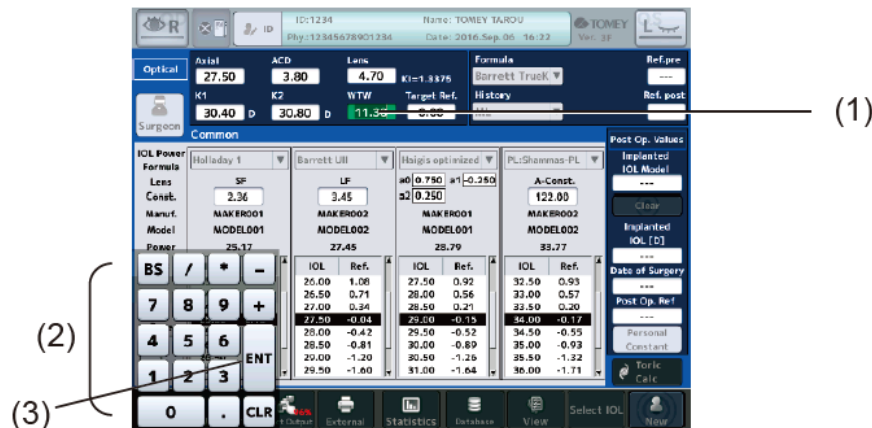 R
ID
ID:1234 Name: TOMEY TAROU
Phy.:12345678901234 Date: 2016.Sep.06 16:22
TOMEY
Ver. 3F
L
Optical
Surgeon
Axial ACD Lens
27.50 3.80 4.70 KI=1.3375
K1 K2 WTW Target Ref.
30.40 D 30.80 D
Formula
Barrett TrueK
History
Ref.pre
---
Ref. post
(1)
Common
IOL Power Formula
Holladay 1 Barrett UII Haigis optimized PL:Shammas-PL
Lens Const.
SF LF a0 0.750 a1 -0.250 A-Const.
2.36 3.45 a2 0.250 122.00
Manuf. MAKER001 MAKER002 MAKER001 MAKER002
Model MODEL001 MODEL002 MODEL001 MODEL002
Power 25.17 27.45 28.79 33.77
IOL Ref. IOL Ref. IOL Ref.
26.00 1.08 27.50 0.92 32.50 0.93
26.50 0.71 28.00 0.56 33.00 0.57
27.00 0.34 28.50 0.21 33.50 0.20
27.50 -0.04 29.00 -0.15 34.00 -0.17
28.00 -0.42 29.50 -0.52 34.50 -0.55
28.50 -0.81 30.00 -0.89 35.00 -0.93
29.00 -1.20 30.50 -1.26 35.50 -1.32
29.50 -1.60 31.00 -1.64 36.00 -1.71
Post Op. Values
Implanted
IOL Model
---
Clear
Implanted
IOL [D]
---
Date of Surgery
---
Post Op. Ref
---
Personal
Constant
Toric
Calc
(2)
BS / * -
7 8 9 +
4 5 6
1 2 3 ENT
0 . CLR
(3)
Output External Statistics Database View Select IOL New